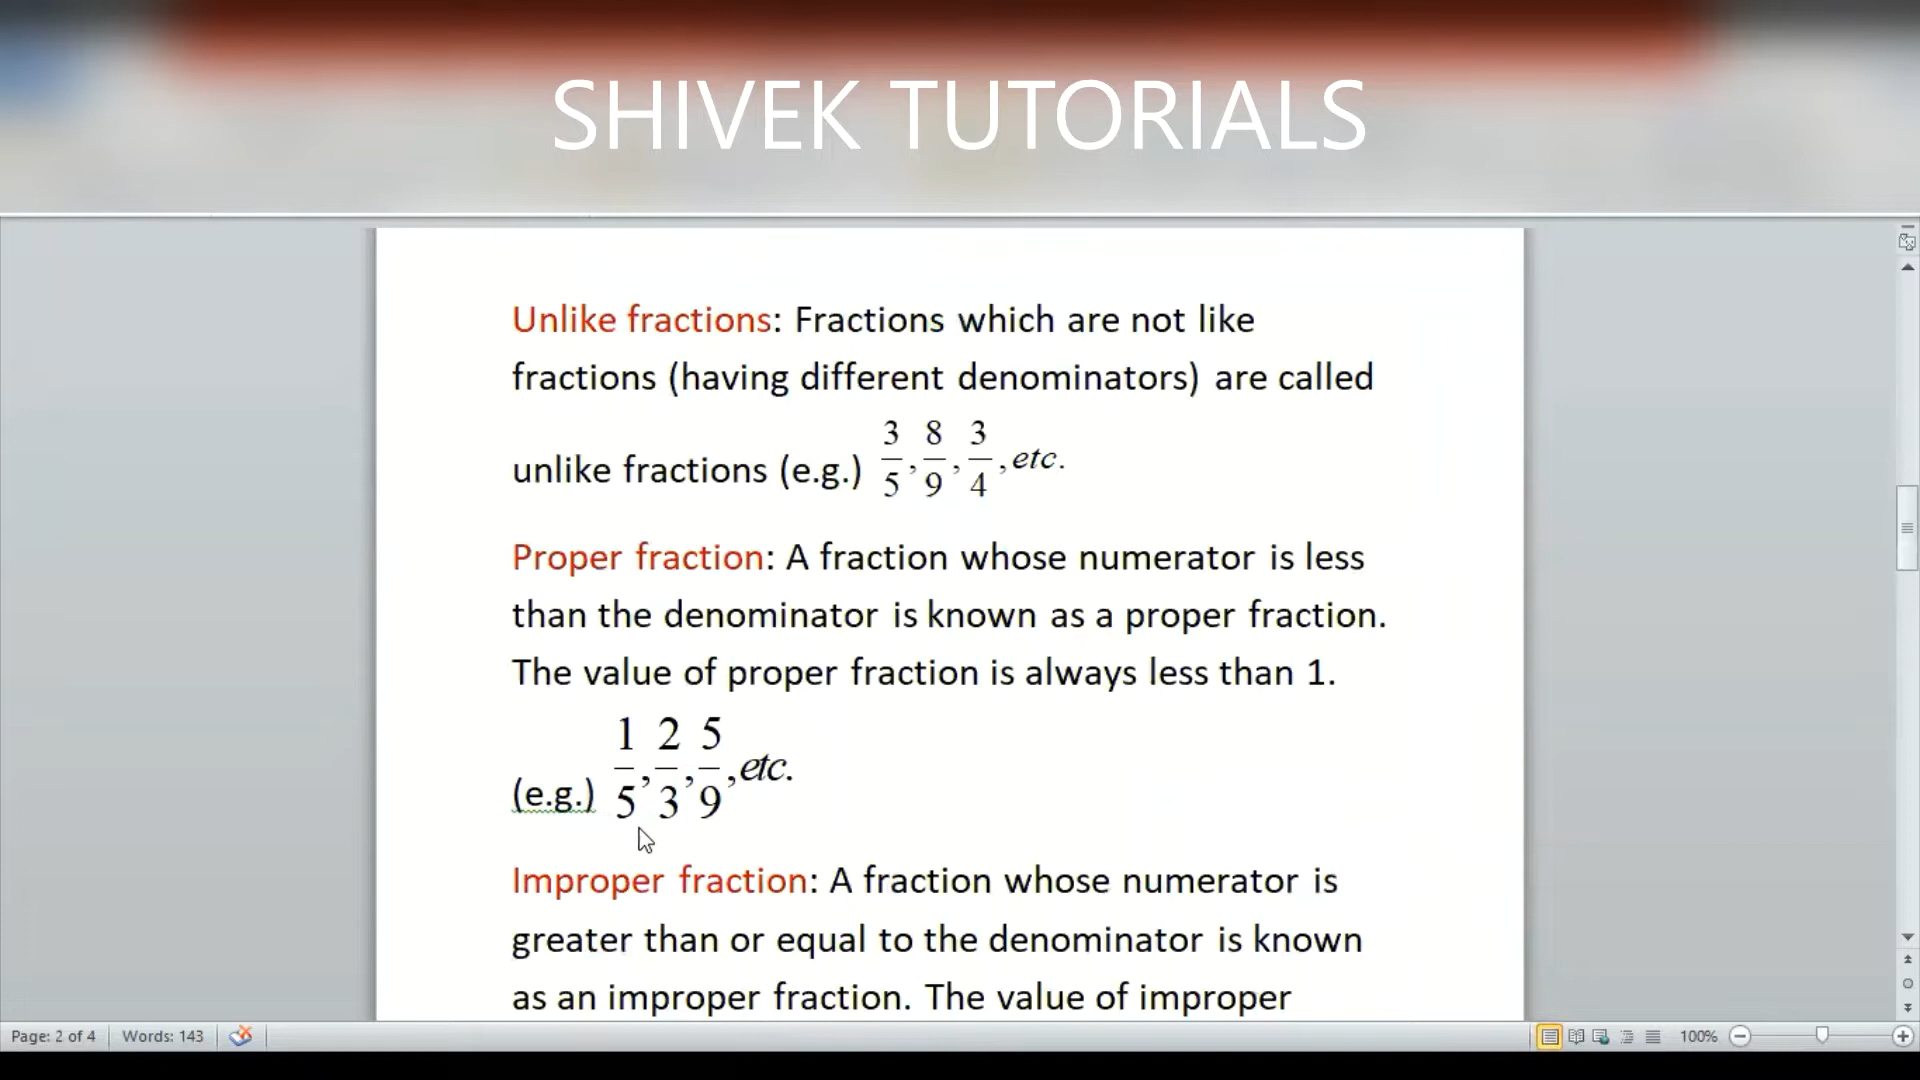 SHIVEK TUTORIALS
Unlike fractions: Fractions which are not like
fractions (having different denominators) are called
unlike fractions (e.g.) 3/5, 8/9, 3/4, etc.
Proper fraction: A fraction whose numerator is less
than the denominator is known as a proper fraction.
The value of proper fraction is always less than 1.
(e.g.) 1/5, 2/3, 5/9, etc.
Improper fraction: A fraction whose numerator is
greater than or equal to the denominator is known
as an improper fraction. The value of improper
Page: 2 of 4 Words: 143 100%